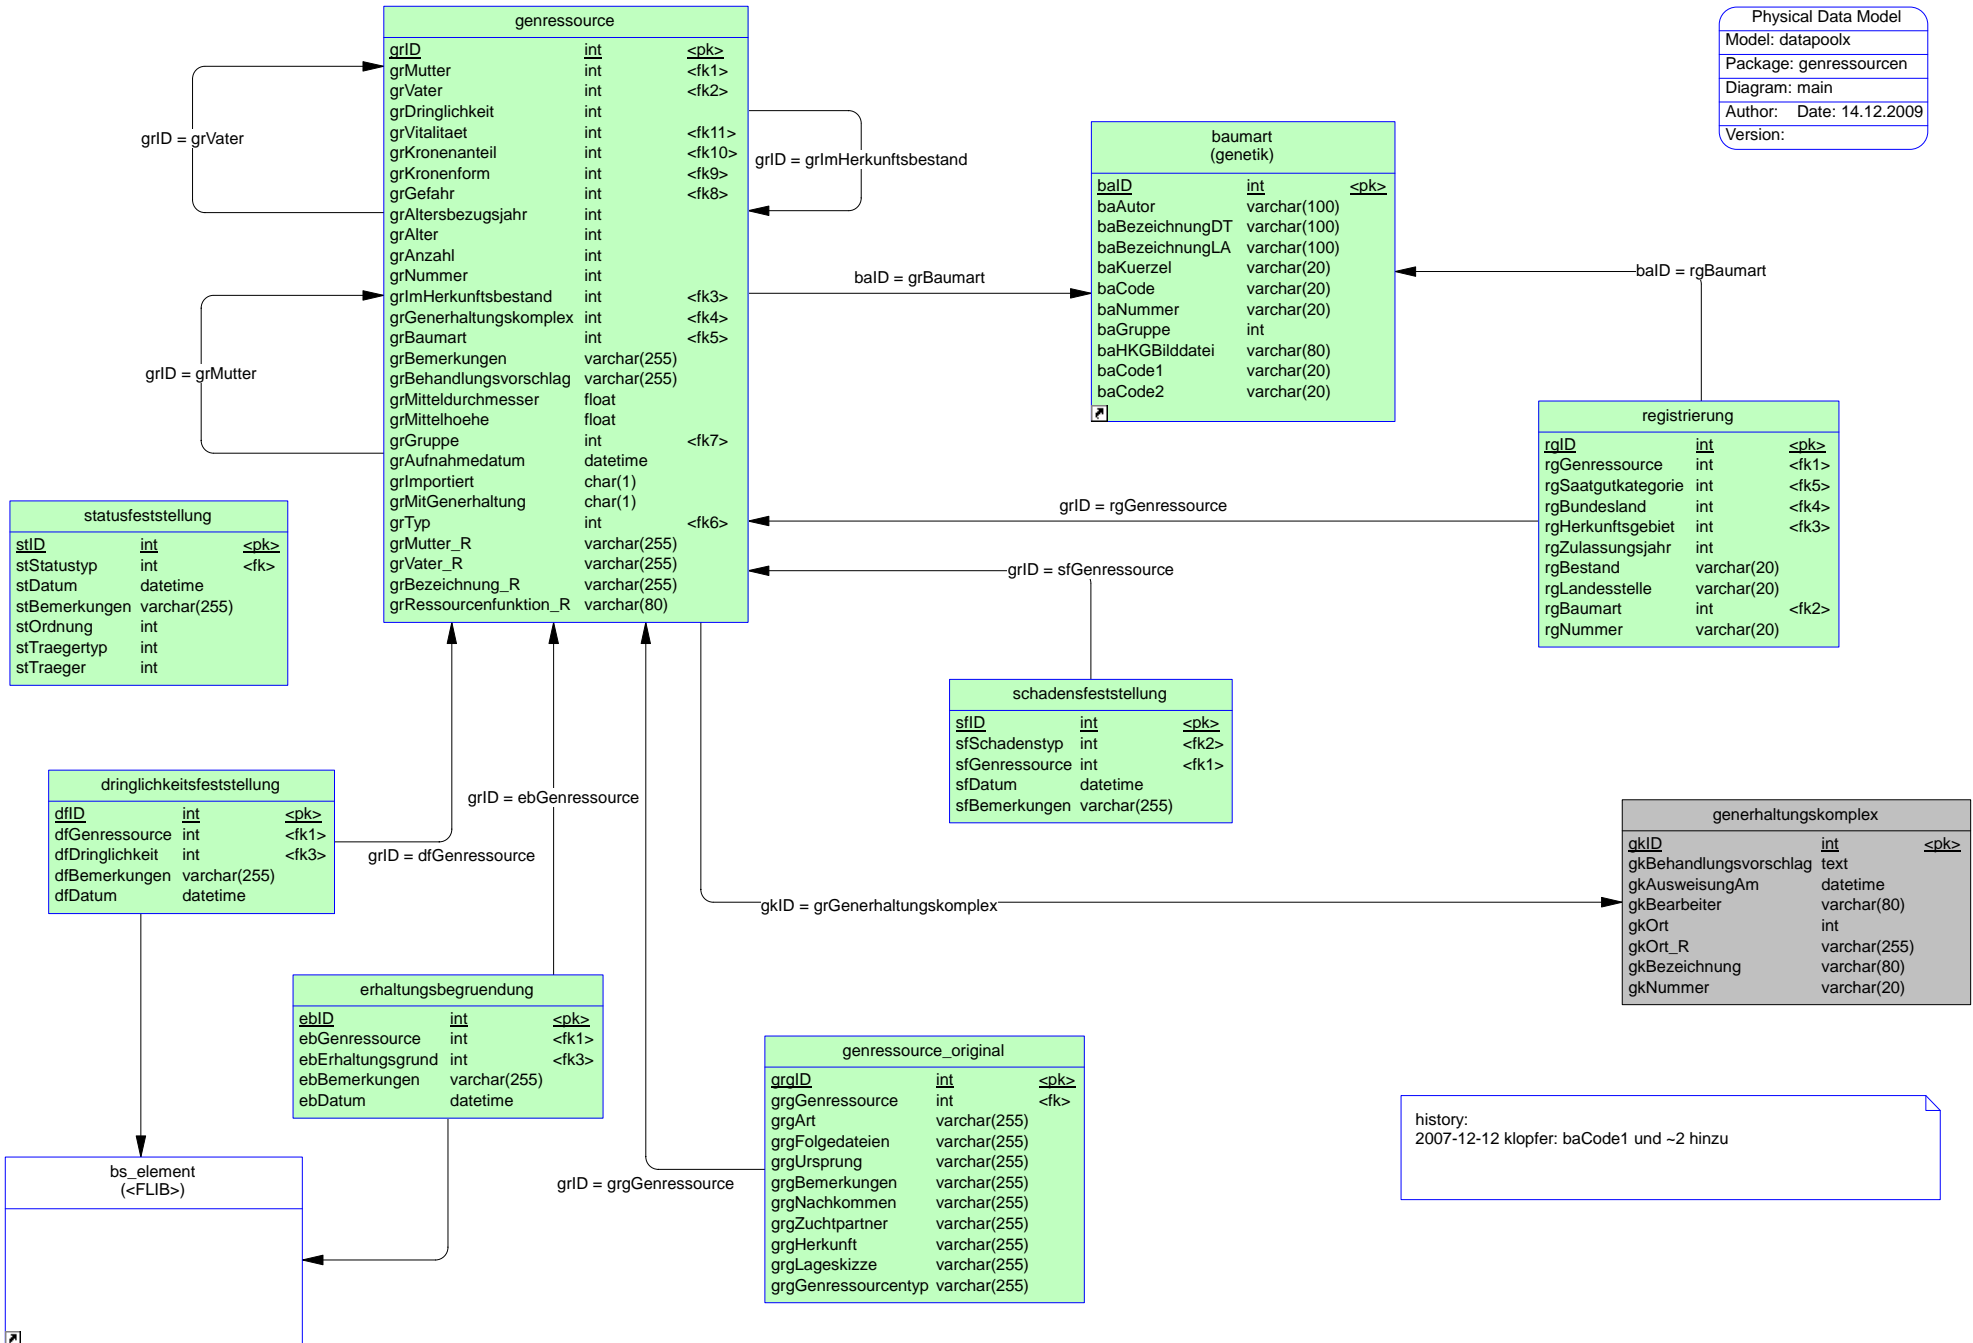 genressource
grID int <pk>
grMutter int <fk1>
grVater int <fk2>
grDringlichkeit int
grVitalitaet int <fk11>
grKronenanteil int <fk10>
grKronenform int <fk9>
grGefahr int <fk8>
grAltersbezugsjahr int
grAlter int
grAnzahl int
grNummer int
grImHerkunftsbestand int <fk3>
grGenerhaltungskomplex int <fk4>
grBaumart int <fk5>
grBemerkungen varchar(255)
grBehandlungsvorschlag varchar(255)
grMitteldurchmesser float
grMittelhoehe float
grGruppe int <fk7>
grAufnahmedatum datetime
grImportiert char(1)
grMitGenerhaltung char(1)
grTyp int <fk6>
grMutter_R varchar(255)
grVater_R varchar(255)
grBezeichnung_R varchar(255)
grRessourcenfunktion_R varchar(80)
grID = grVater
grID = grMutter
grID = grImHerkunftsbestand
baID = grBaumart
baumart
(genetik)
baID int <pk>
baAutor varchar(100)
baBezeichnungDT varchar(100)
baBezeichnungLA varchar(100)
baKuerzel varchar(20)
baCode varchar(20)
baNummer varchar(20)
baGruppe int
baHKGBilddatei varchar(80)
baCode1 varchar(20)
baCode2 varchar(20)
Physical Data Model
Model: datapoolx
Package: genressourcen
Diagram: main
Author: Date: 14.12.2009
Version:
baID = rgBaumart
registrierung
rgID int <pk>
rgGenressource int <fk1>
rgSaatgutkategorie int <fk5>
rgBundesland int <fk4>
rgHerkunftsgebiet int <fk3>
rgZulassungsjahr int
rgBestand varchar(20)
rgLandesstelle varchar(20)
rgBaumart int <fk2>
rgNummer varchar(20)
grID = rgGenressource
grID = sfGenressource
statusfeststellung
stID int <pk>
stStatustyp int <fk>
stDatum datetime
stBemerkungen varchar(255)
stOrdnung int
stTraegertyp int
stTraeger int
schadensfeststellung
sfID int <pk>
sfSchadenstyp int <fk2>
sfGenressource int <fk1>
sfDatum datetime
sfBemerkungen varchar(255)
dringlichkeitsfeststellung
dfID int <pk>
dfGenressource int <fk1>
dfDringlichkeit int <fk3>
dfBemerkungen varchar(255)
dfDatum datetime
grID = dfGenressource
grID = ebGenressource
gkID = grGenerhaltungskomplex
generhaltungskomplex
gkID int <pk>
gkBehandlungsvorschlag text
gkAusweisungAm datetime
gkBearbeiter varchar(80)
gkOrt int
gkOrt_R varchar(255)
gkBezeichnung varchar(80)
gkNummer varchar(20)
erhaltungsbegruendung
ebID int <pk>
ebGenressource int <fk1>
ebErhaltungsgrund int <fk3>
ebBemerkungen varchar(255)
ebDatum datetime
genressource_original
grgID int <pk>
grgGenressource int <fk>
grgArt varchar(255)
grgFolgedateien varchar(255)
grgUrsprung varchar(255)
grgBemerkungen varchar(255)
grgNachkommen varchar(255)
grgZuchtpartner varchar(255)
grgHerkunft varchar(255)
grgLageskizze varchar(255)
grgGenressourcentyp varchar(255)
grID = grgGenressource
bs_element
(<FLIB>)
history:
2007-12-12 klopfer: baCode1 und ~2 hinzu